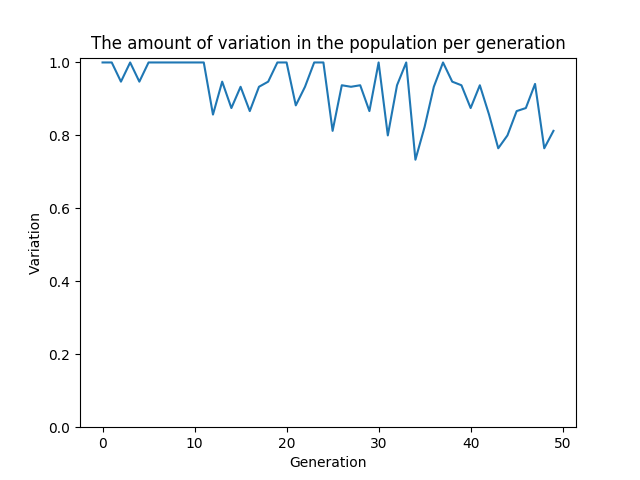 The amount of variation in the population per generation
1.0
0.8
0.6
0.4
0.2
0.0
Variation
0 10 20 30 40 50
Generation